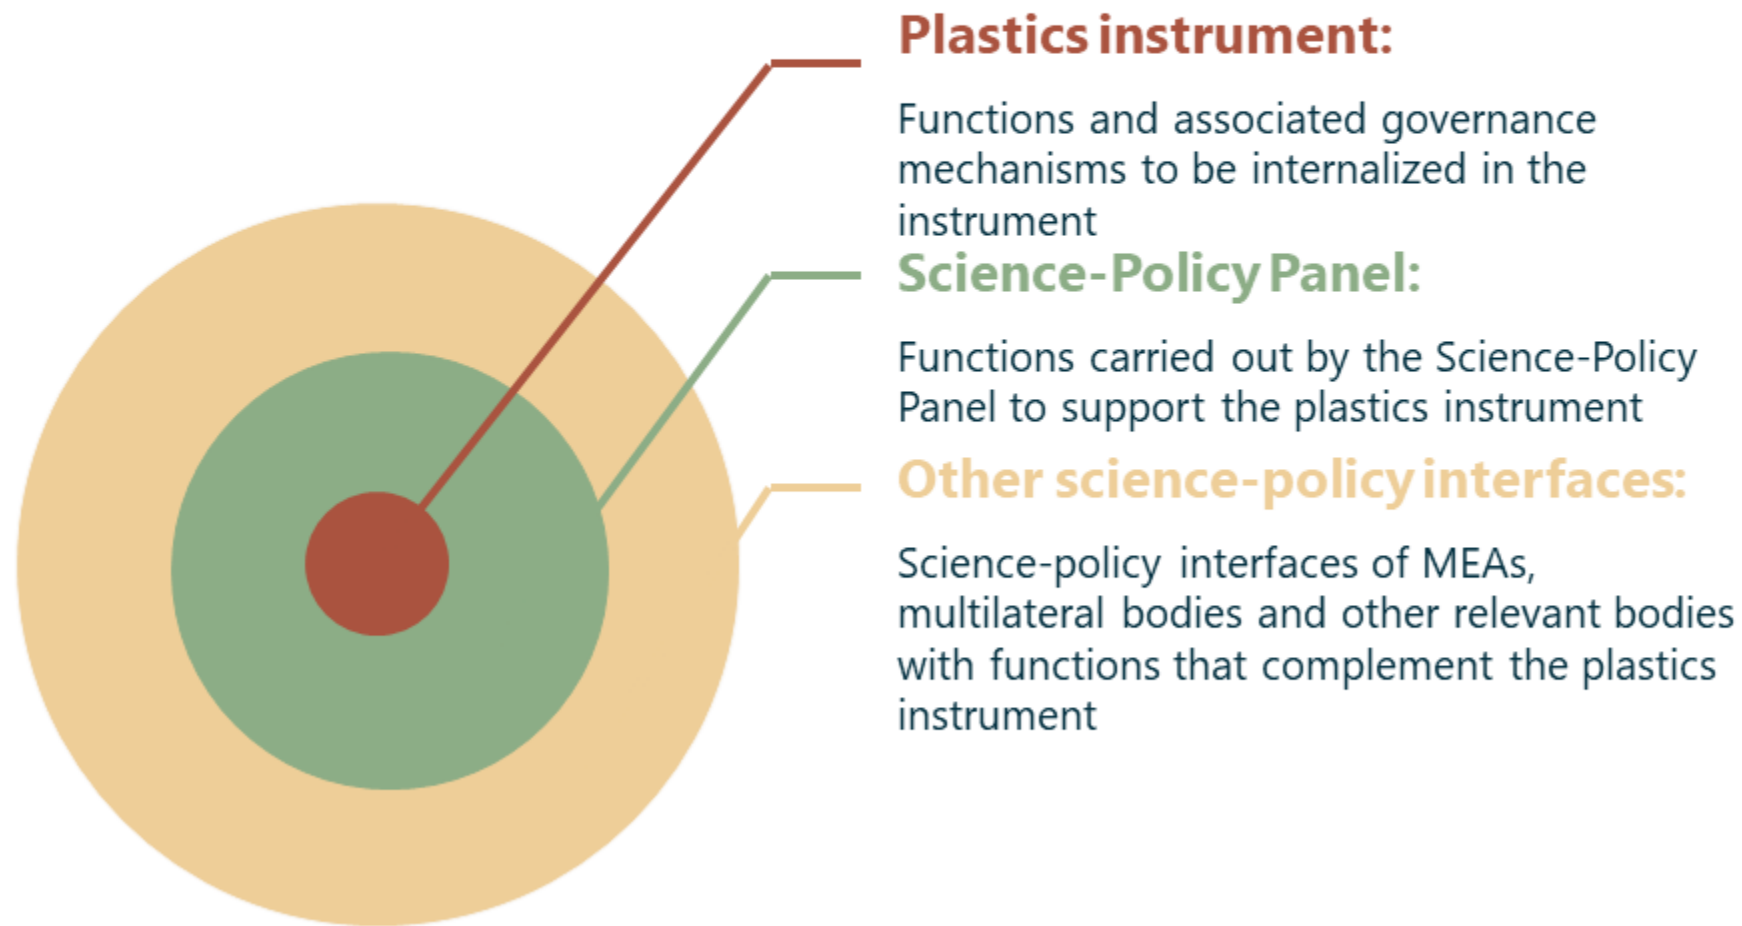 Plastics instrument:
Functions and associated governance
mechanisms to be internalized in the
instrument
Science-Policy Panel:
Functions carried out by the Science-Policy
Panel to support the plastics instrument
Other science-policy interfaces:
Science-policy interfaces of MEAs,
multilateral bodies and other relevant bodies
with functions that complement the plastics
instrument